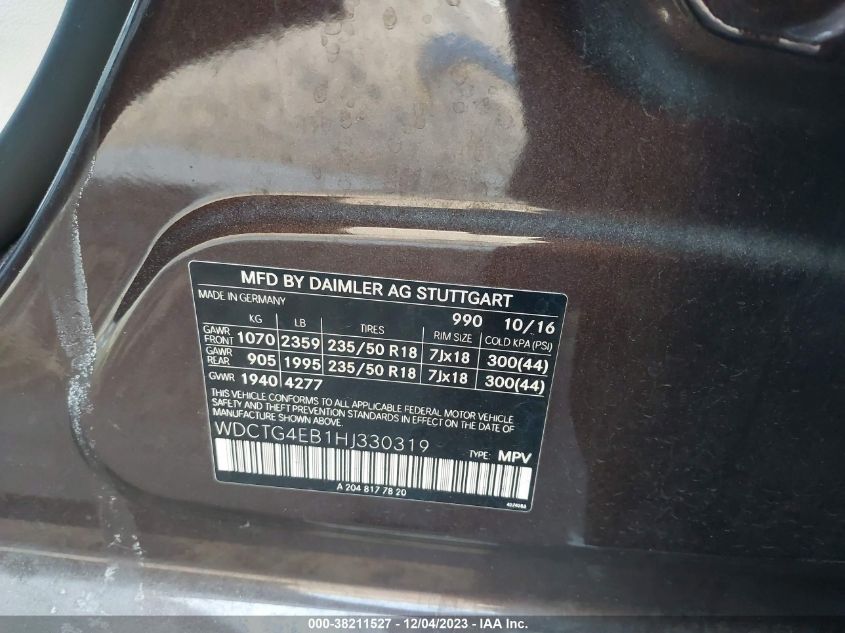 MFD BY DAIMLER AG STUTTGART
MADE IN GERMANY 990 10/16
KG LB TIRES RIM SIZE COLD KPA (PSI)
GAWR FRONT 1070 2359 235/50 R18 7Jx18 300(44)
GAWR REAR 905 1995 235/50 R18 7Jx18 300(44)
GVWR 1940 4277
THIS VEHICLE CONFORMS TO ALL APPLICABLE FEDERAL MOTOR VEHICLE
SAFETY AND THEFT PREVENTION STANDARDS IN EFFECT ON THE DATE OF
MANUFACTURE SHOWN ABOVE.
WDCTG4EB1HJ330319 TYPE: MPV
A 204 817 78 20
000-38211527 - 12/04/2023 - IAA Inc.